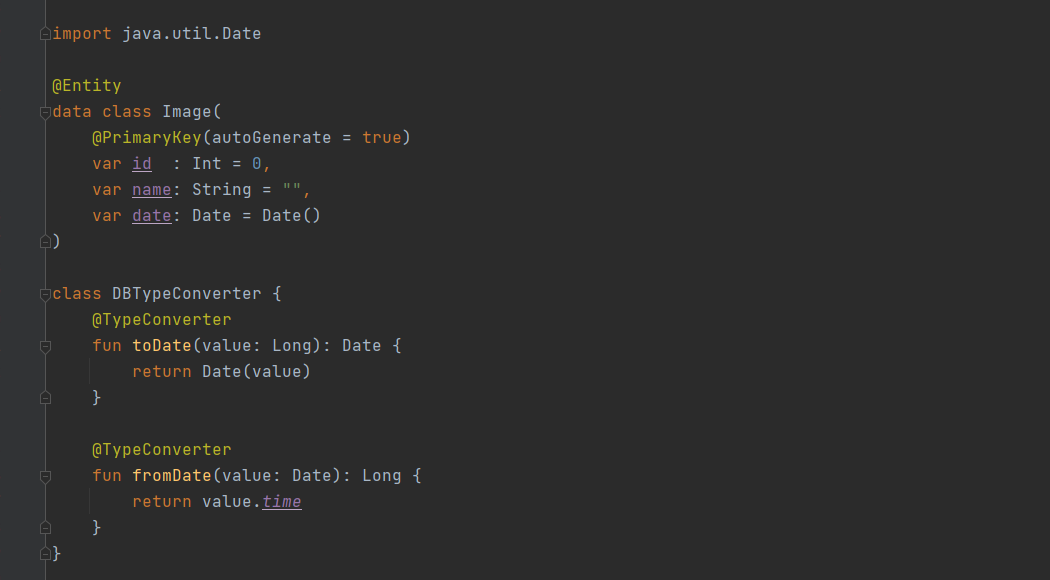 import java.util.Date
@Entity
data class Image(
    @PrimaryKey(autoGenerate = true)
    var id  : Int = 0,
    var name: String = "",
    var date: Date = Date()
)
class DBTypeConverter {
    @TypeConverter
    fun toDate(value: Long): Date {
        return Date(value)
    }
    @TypeConverter
    fun fromDate(value: Date): Long {
        return value.time
    }
}